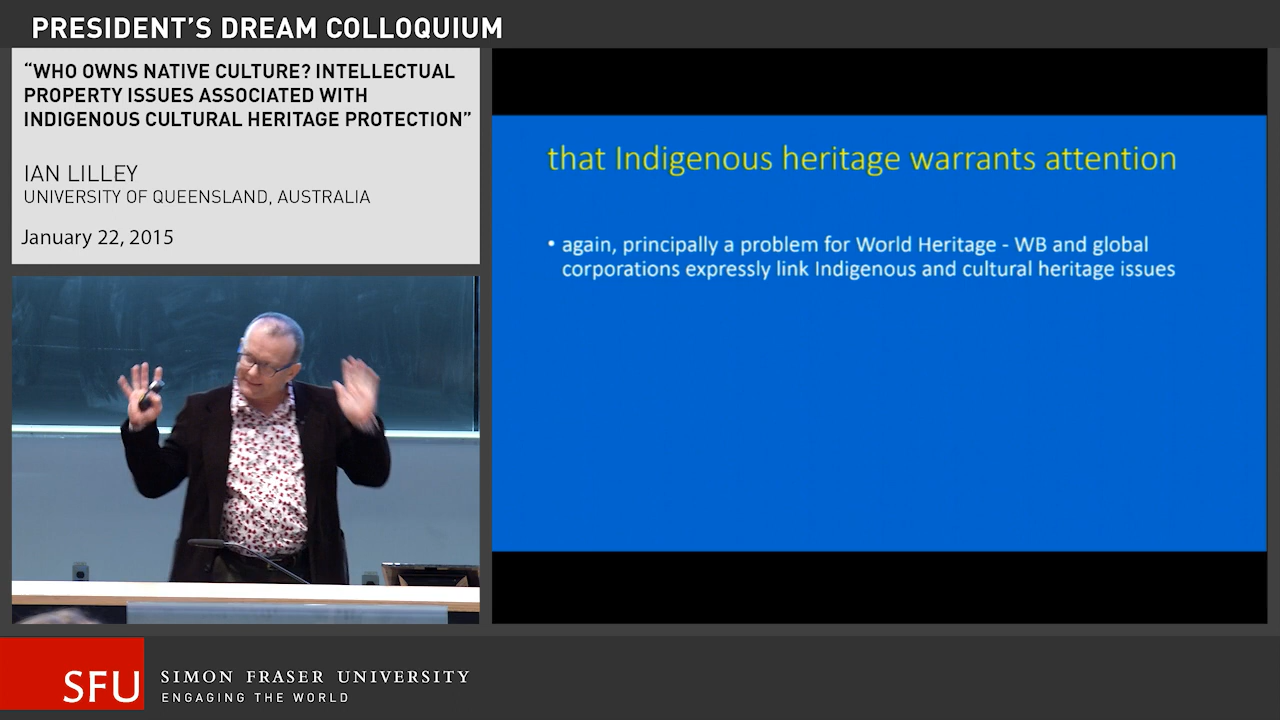 PRESIDENT'S DREAM COLLOQUIUM
“WHO OWNS NATIVE CULTURE? INTELLECTUAL
PROPERTY ISSUES ASSOCIATED WITH
INDIGENOUS CULTURAL HERITAGE PROTECTION”
IAN LILLEY
UNIVERSITY OF QUEENSLAND, AUSTRALIA
January 22, 2015
that Indigenous heritage warrants attention
• again, principally a problem for World Heritage - WB and global
corporations expressly link Indigenous and cultural heritage issues
SFU
SIMON FRASER UNIVERSITY
ENGAGING THE WORLD